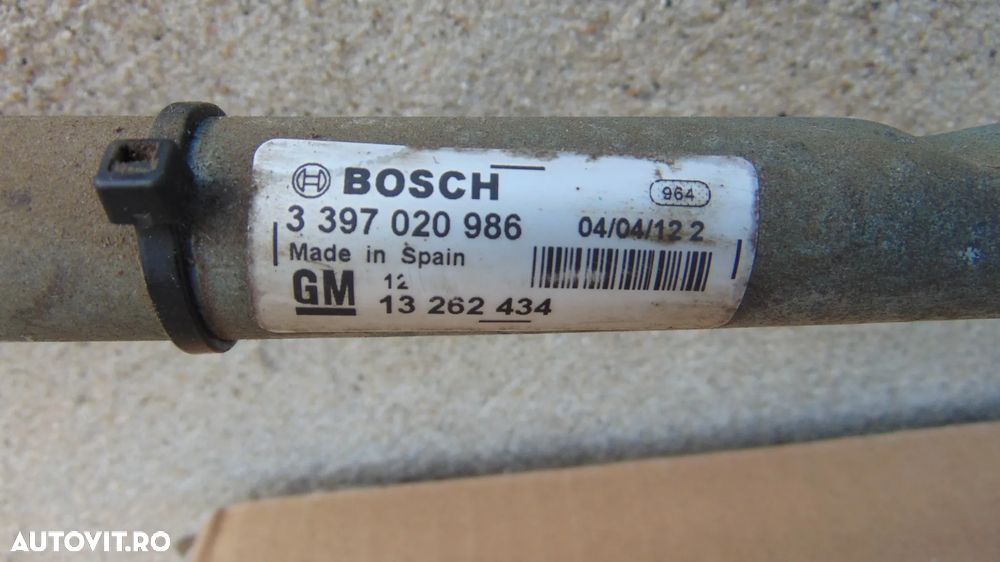 BOSCH
964
3 397 020 986
04/04/12 2
Made in Spain
GM
12
13 262 434
AUTOVIT.RO